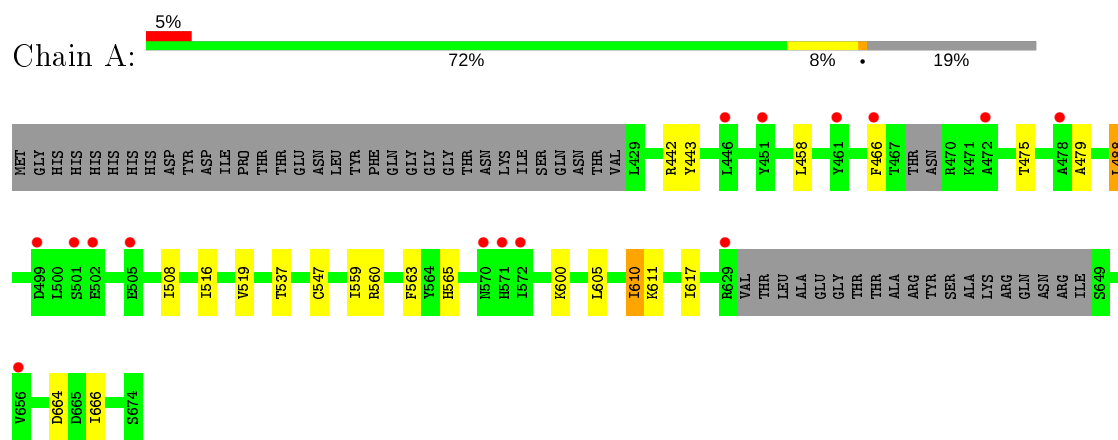 5%
Chain A:
72% 8% • 19%
MET GLY HIS HIS HIS HIS HIS HIS ASP TYR ASP ILE PRO THR THR GLU ASN LEU TYR PHE GLN GLY GLY GLY THR ASN LYS ILE SER GLN ASN THR VAL L429 R442 Y443 L446 Y451 L458 Y461 F466 T467 THR ASN R470 K471 A472 T475 A478 A479 L488
D499 L500 S501 E502 E505 I508 I516 V519 T537 C547 I559 R560 F563 Y564 H565 N570 H571 I572 K600 L605 I610 K611 I617 R629 VAL THR LEU ALA GLU GLY THR THR ALA ARG TYR SER ALA LYS ARG GLN ASN ARG ILE S649
V656 D664 D665 I666 S674